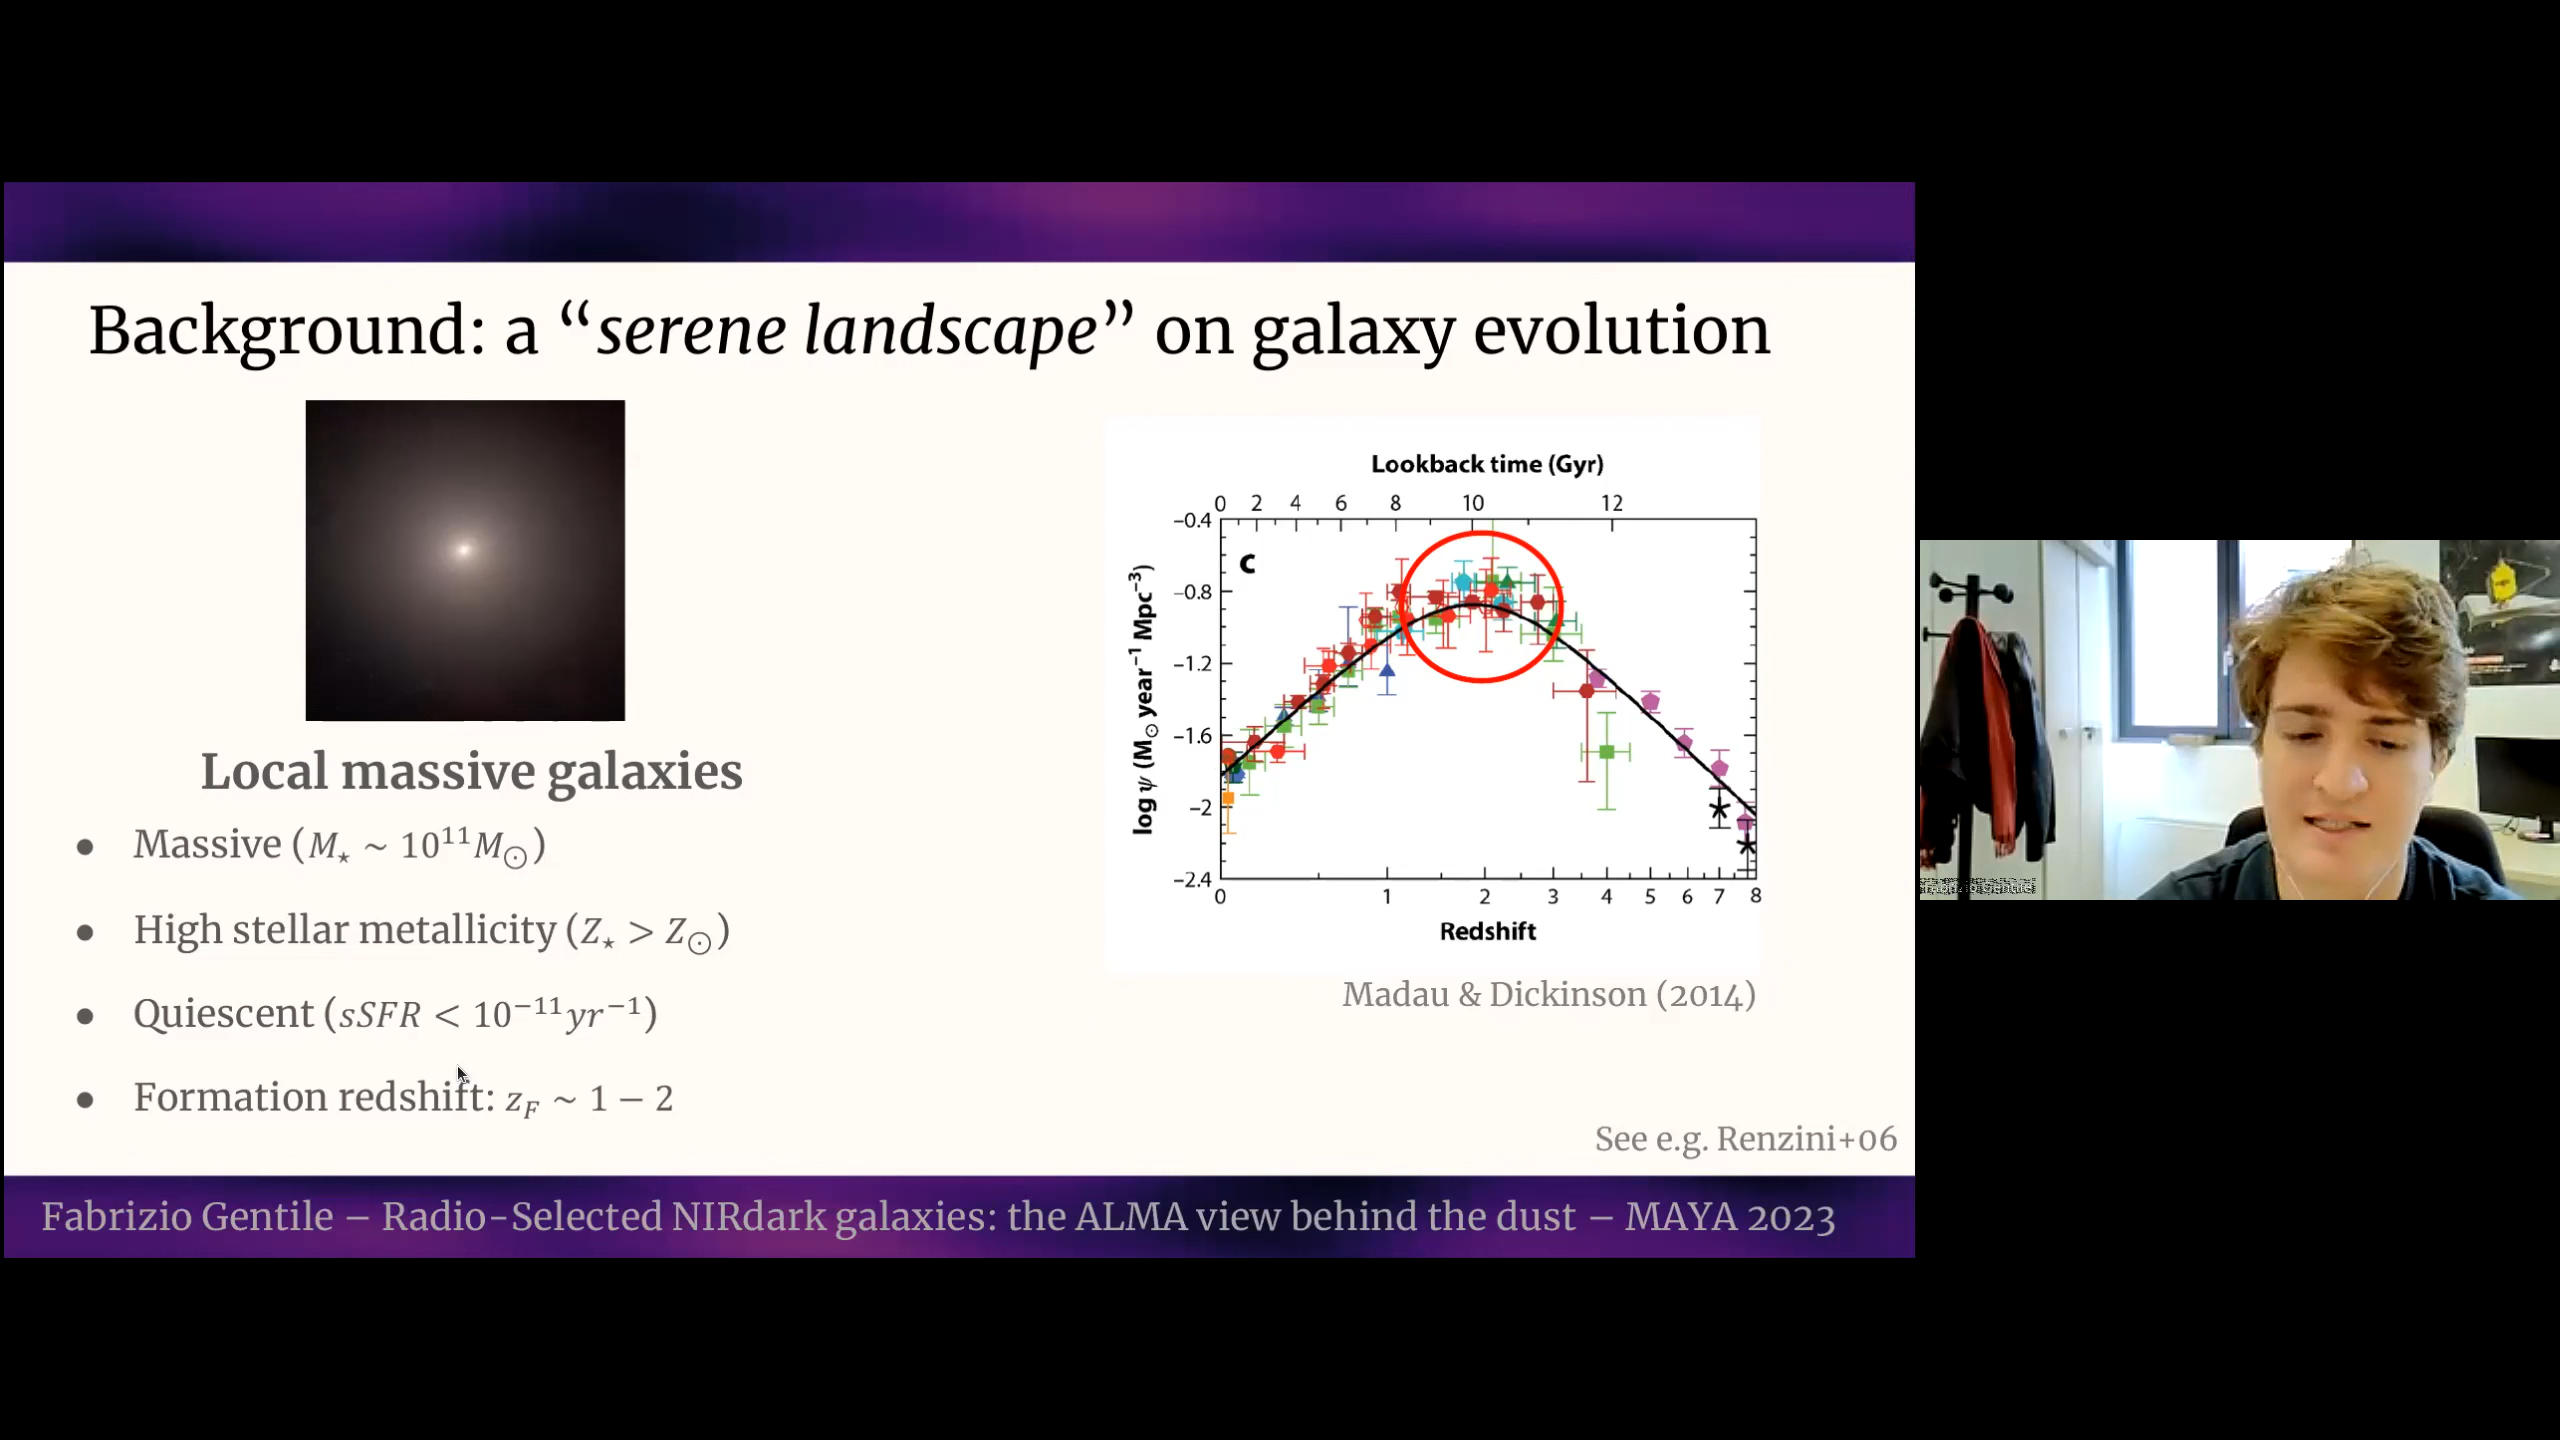 Background: a “serene landscape” on galaxy evolution
Local massive galaxies
● Massive (M⋆ ~ 10¹¹M⊙)
● High stellar metallicity (Z⋆ > Z⊙)
● Quiescent (sSFR < 10⁻¹¹yr⁻¹)
● Formation redshift: z_F ~ 1 − 2
Lookback time (Gyr)
0 2 4 6 8 10 12
c
log ψ (M⊙ year⁻¹ Mpc⁻³)
−0.4
−0.8
−1.2
−1.6
−2
−2.4
0 1 2 3 4 5 6 7 8
Redshift
Madau & Dickinson (2014)
See e.g. Renzini+06
Fabrizio Gentile – Radio-Selected NIRdark galaxies: the ALMA view behind the dust – MAYA 2023
Fabrizio Gentile